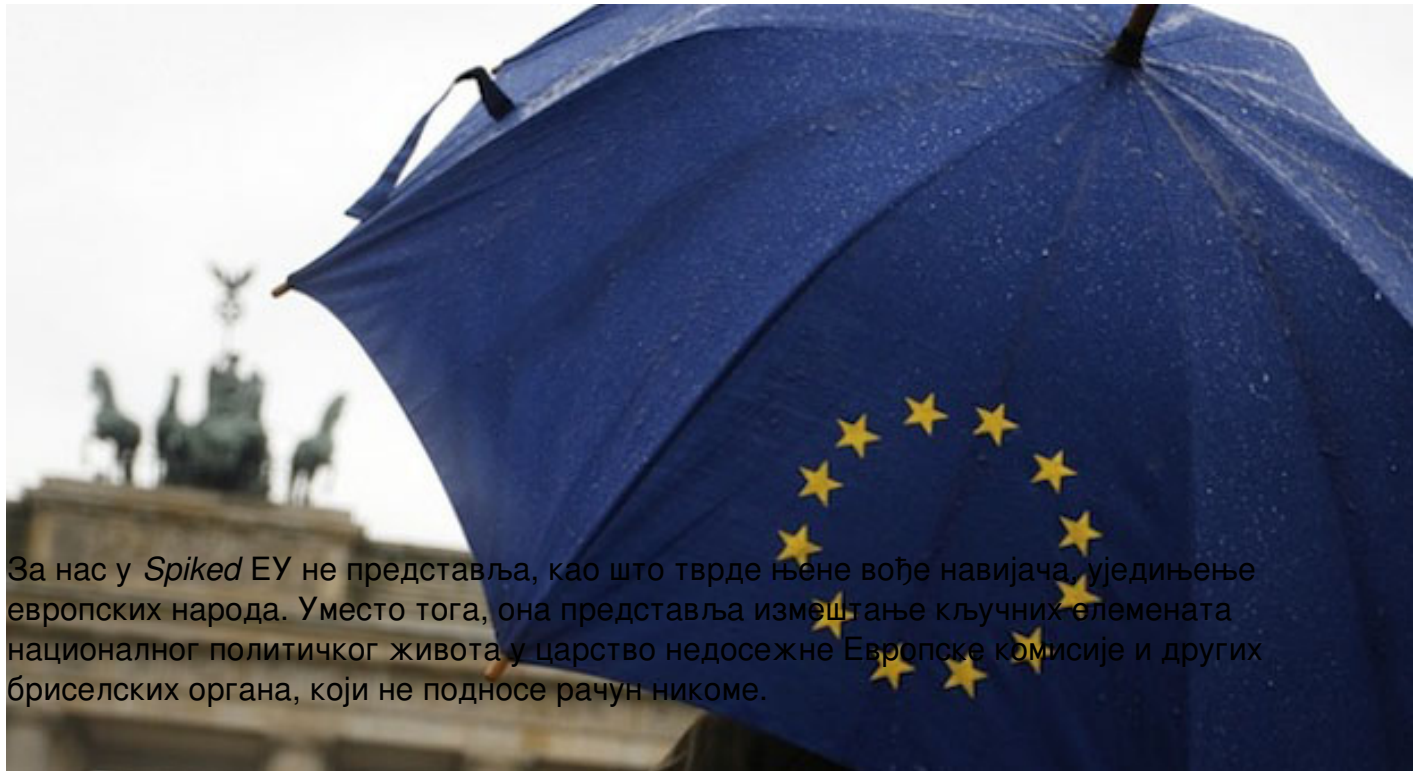 За нас у Spiked ЕУ не представља, као што тврде њене вође навијача, уједињење
европских народа. Уместо тога, она представља измештање кључних елемената
националног политичког живота у царство недосежне Европске комисије и других
бриселских органа, који не подносе рачун никоме.